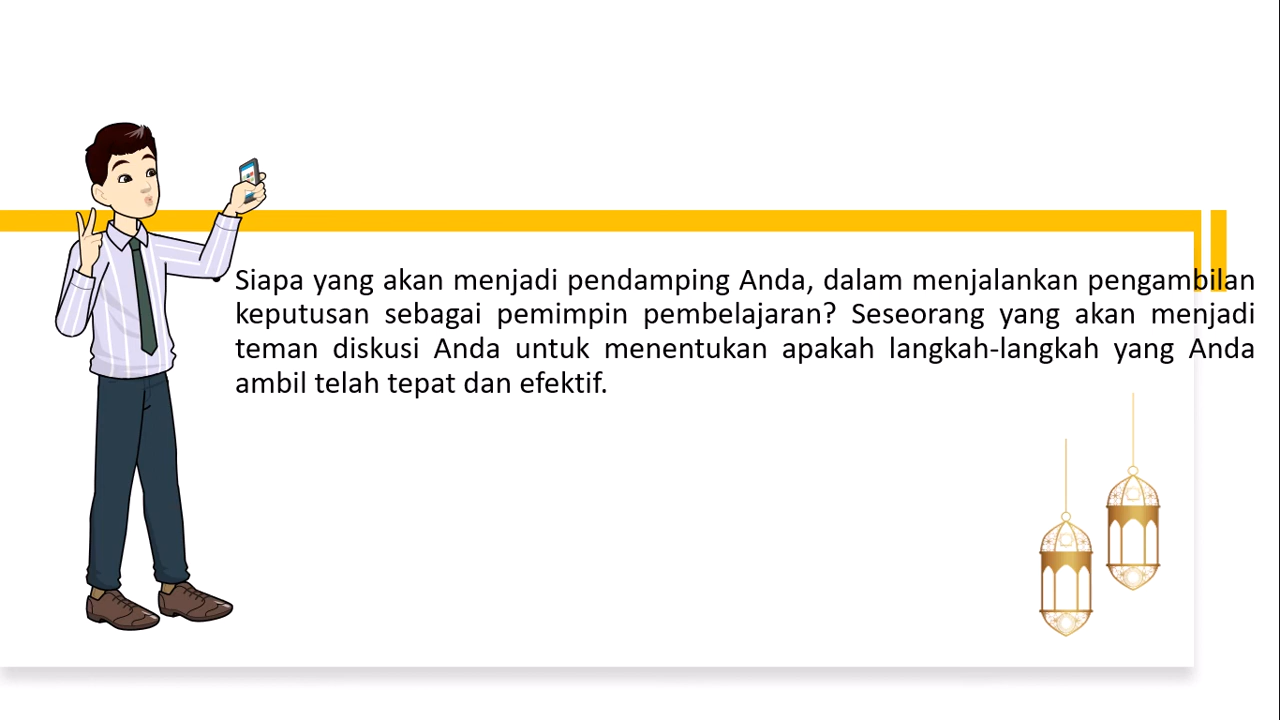 Siapa yang akan menjadi pendamping Anda, dalam menjalankan pengambilan
keputusan sebagai pemimpin pembelajaran? Seseorang yang akan menjadi
teman diskusi Anda untuk menentukan apakah langkah-langkah yang Anda
ambil telah tepat dan efektif.